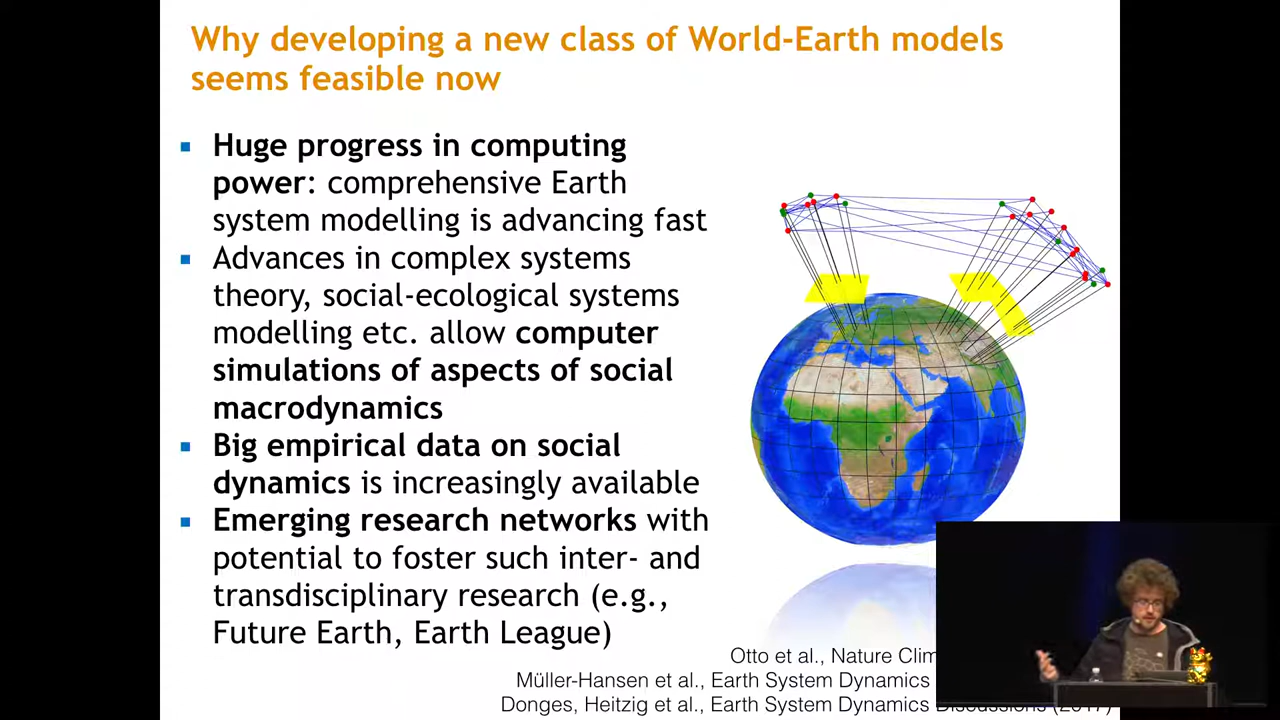 Why developing a new class of World-Earth models
seems feasible now
▪ Huge progress in computing
power: comprehensive Earth
system modelling is advancing fast
▪ Advances in complex systems
theory, social-ecological systems
modelling etc. allow computer
simulations of aspects of social
macrodynamics
▪ Big empirical data on social
dynamics is increasingly available
▪ Emerging research networks with
potential to foster such inter- and
transdisciplinary research (e.g.,
Future Earth, Earth League)
Otto et al., Nature Clim
Müller-Hansen et al., Earth System Dynamics
Donges, Heitzig et al., Earth System Dynamics Discussions (2017)